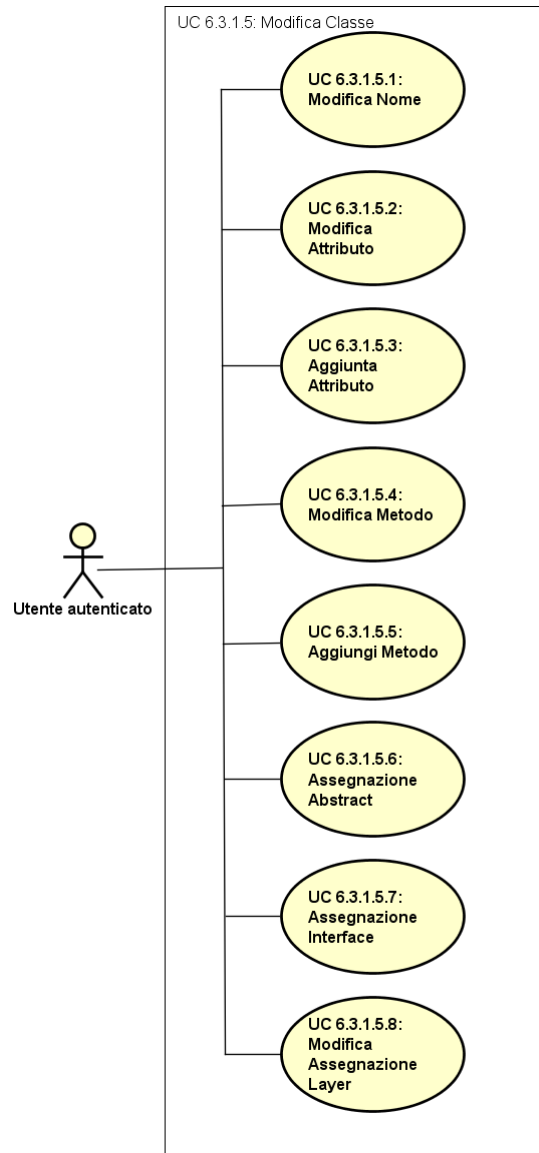 UC 6.3.1.5: Modifica Classe
UC 6.3.1.5.1:
Modifica Nome
UC 6.3.1.5.2:
Modifica
Attributo
UC 6.3.1.5.3:
Aggiunta
Attributo
UC 6.3.1.5.4:
Modifica Metodo
Utente autenticato
UC 6.3.1.5.5:
Aggiungi Metodo
UC 6.3.1.5.6:
Assegnazione
Abstract
UC 6.3.1.5.7:
Assegnazione
Interface
UC 6.3.1.5.8:
Modifica
Assegnazione
Layer